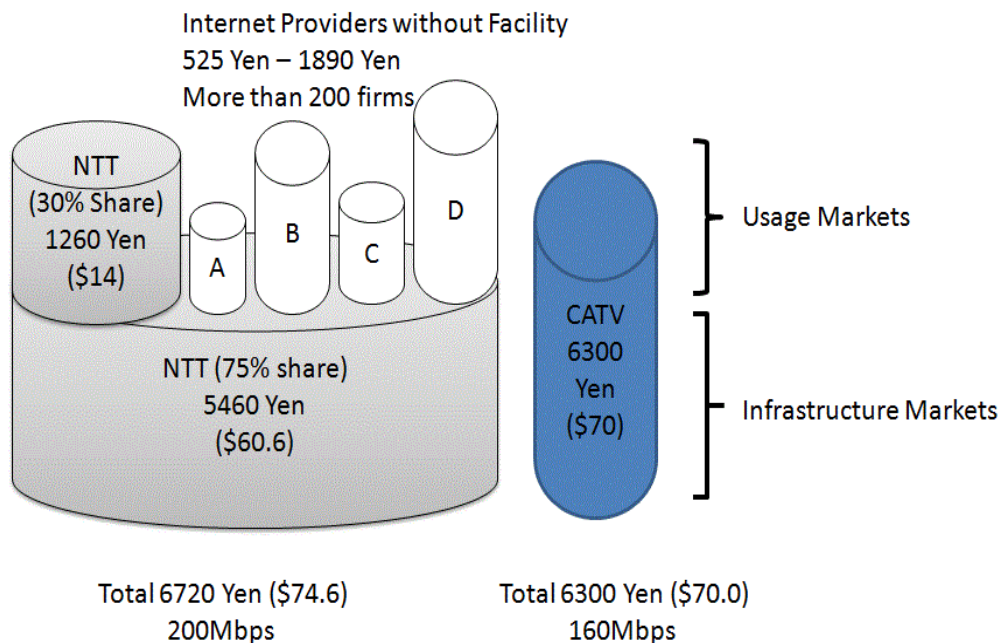 Internet Providers without Facility
525 Yen – 1890 Yen
More than 200 firms
NTT
(30% Share)
1260 Yen
($14)
A
B
C
D
NTT (75% share)
5460 Yen
($60.6)
CATV
6300
Yen
($70)
Usage Markets
Infrastructure Markets
Total 6720 Yen ($74.6)
200Mbps
Total 6300 Yen ($70.0)
160Mbps